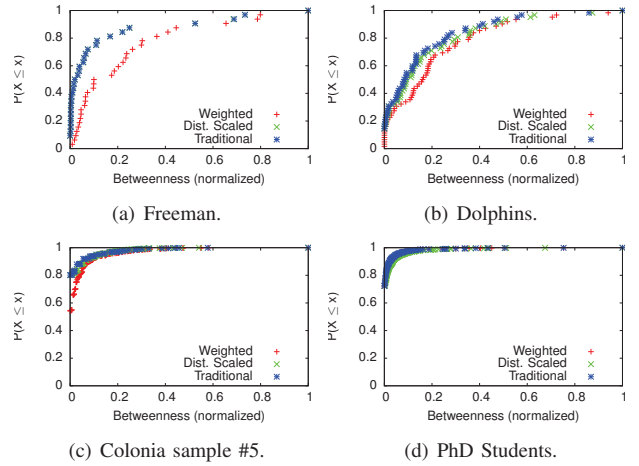 1
0.8
0.6
0.4
0.2
0
P(X ≤ x)
Weighted
Dist. Scaled
Traditional
0 0.2 0.4 0.6 0.8 1
Betweenness (normalized)
(a) Freeman.
1
0.8
0.6
0.4
0.2
0
P(X ≤ x)
Weighted
Dist. Scaled
Traditional
0 0.2 0.4 0.6 0.8 1
Betweenness (normalized)
(b) Dolphins.
1
0.8
0.6
0.4
0.2
0
P(X ≤ x)
Weighted
Dist. Scaled
Traditional
0 0.2 0.4 0.6 0.8 1
Betweenness (normalized)
(c) Colonia sample #5.
1
0.8
0.6
0.4
0.2
0
P(X ≤ x)
Weighted
Dist. Scaled
Traditional
0 0.2 0.4 0.6 0.8 1
Betweenness (normalized)
(d) PhD Students.